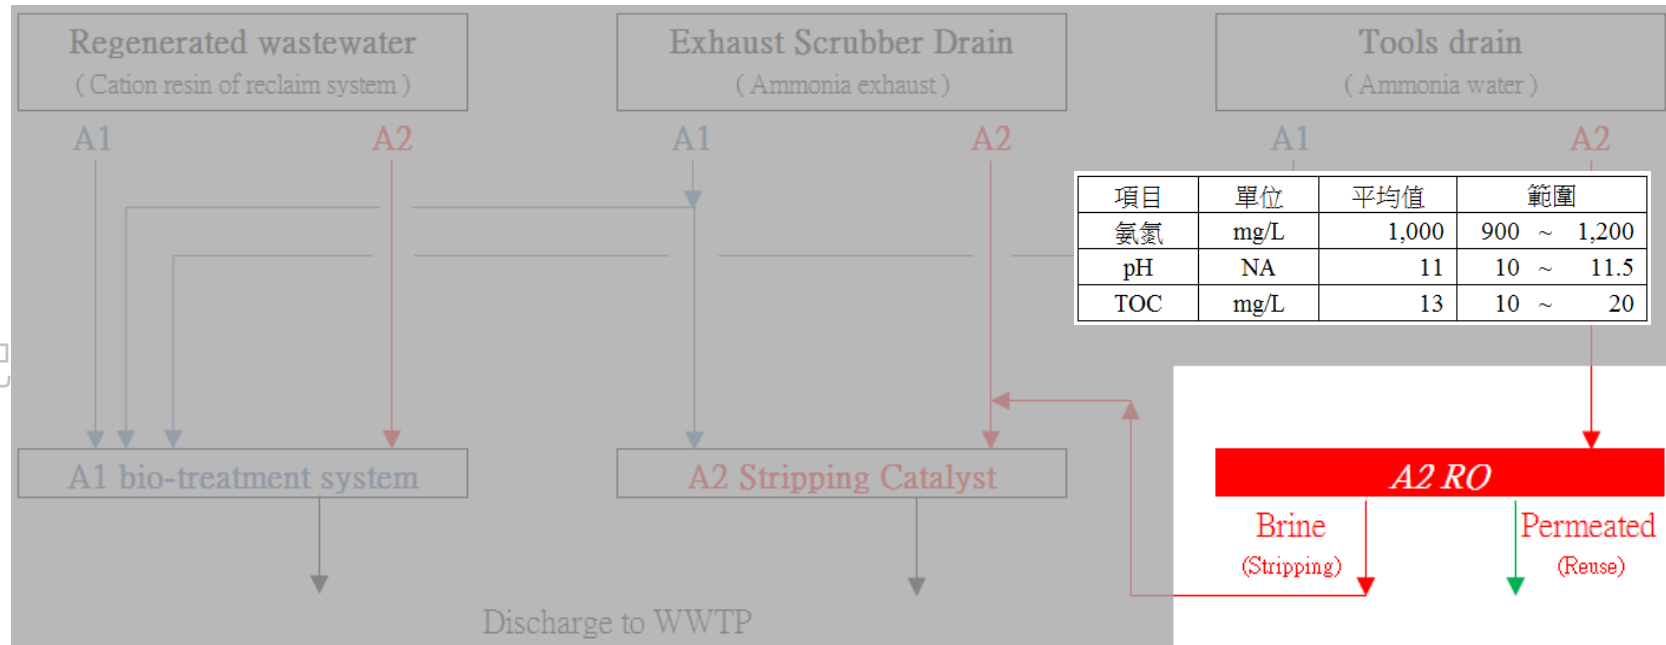 Regenerated wastewater
( Cation resin of reclaim system )
Exhaust Scrubber Drain
( Ammonia exhaust )
Tools drain
( Ammonia water )
A1 A2 A1 A2 A1 A2
項目 單位 平均值 範圍
氨氮 mg/L 1,000 900 ~ 1,200
pH NA 11 10 ~ 11.5
TOC mg/L 13 10 ~ 20
A1 bio-treatment system
A2 Stripping Catalyst
A2 RO
Brine
(Stripping)
Permeated
(Reuse)
Discharge to WWTP